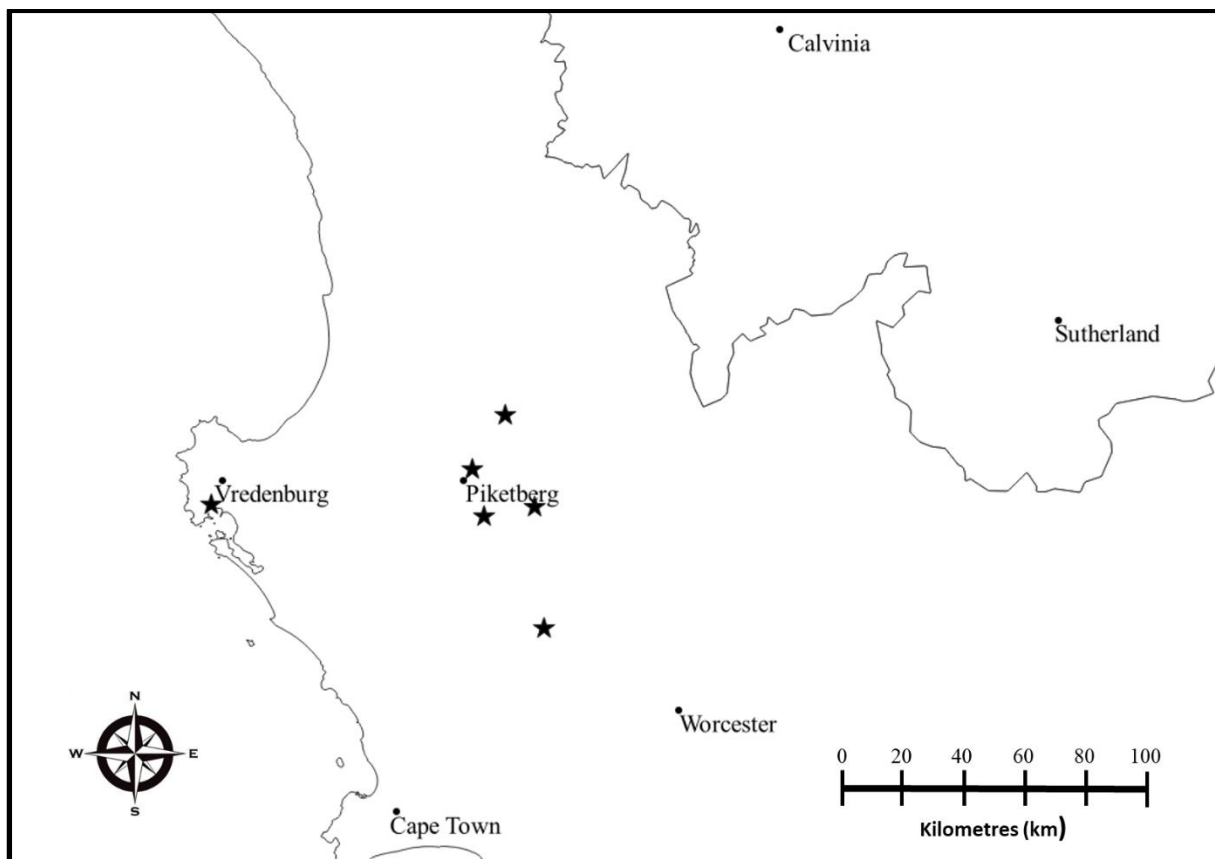 Calvinia
Sutherland
Vredenburg
Piketberg
N
W E
S
Worcester
Cape Town
0 20 40 60 80 100
Kilometres (km)